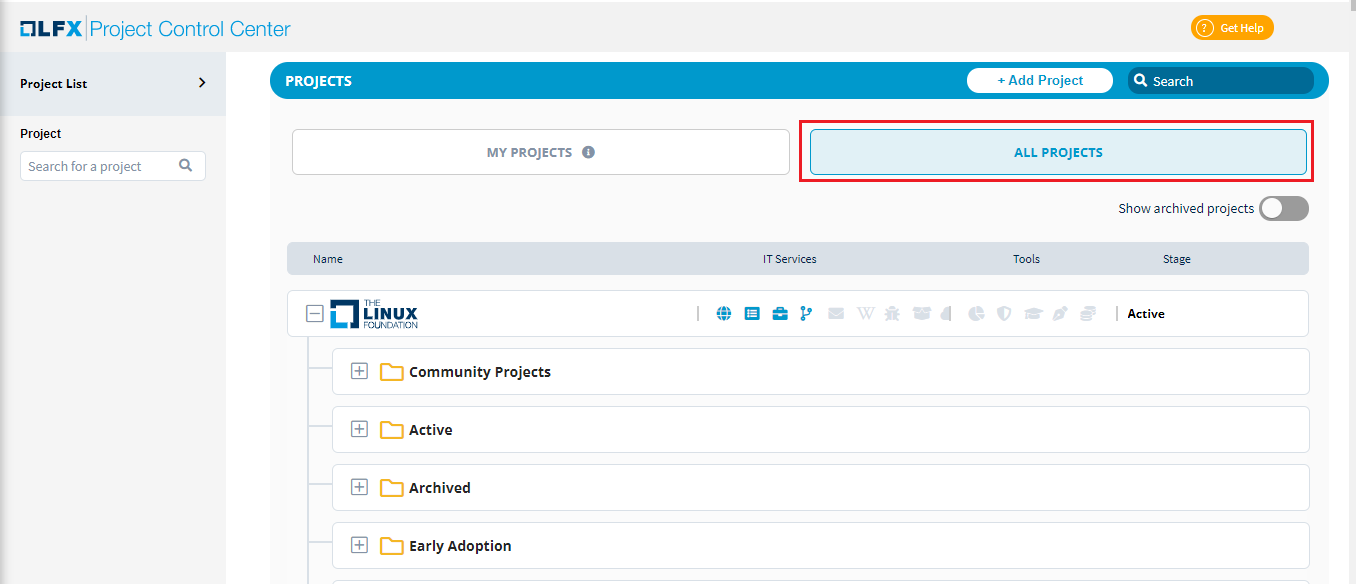 LFX Project Control Center
? Get Help
Project List
PROJECTS
+ Add Project
Search
Project
Search for a project
MY PROJECTS i
ALL PROJECTS
Show archived projects
Name IT Services Tools Stage
THE
LINUX
FOUNDATION
W
Active
Community Projects
Active
Archived
Early Adoption